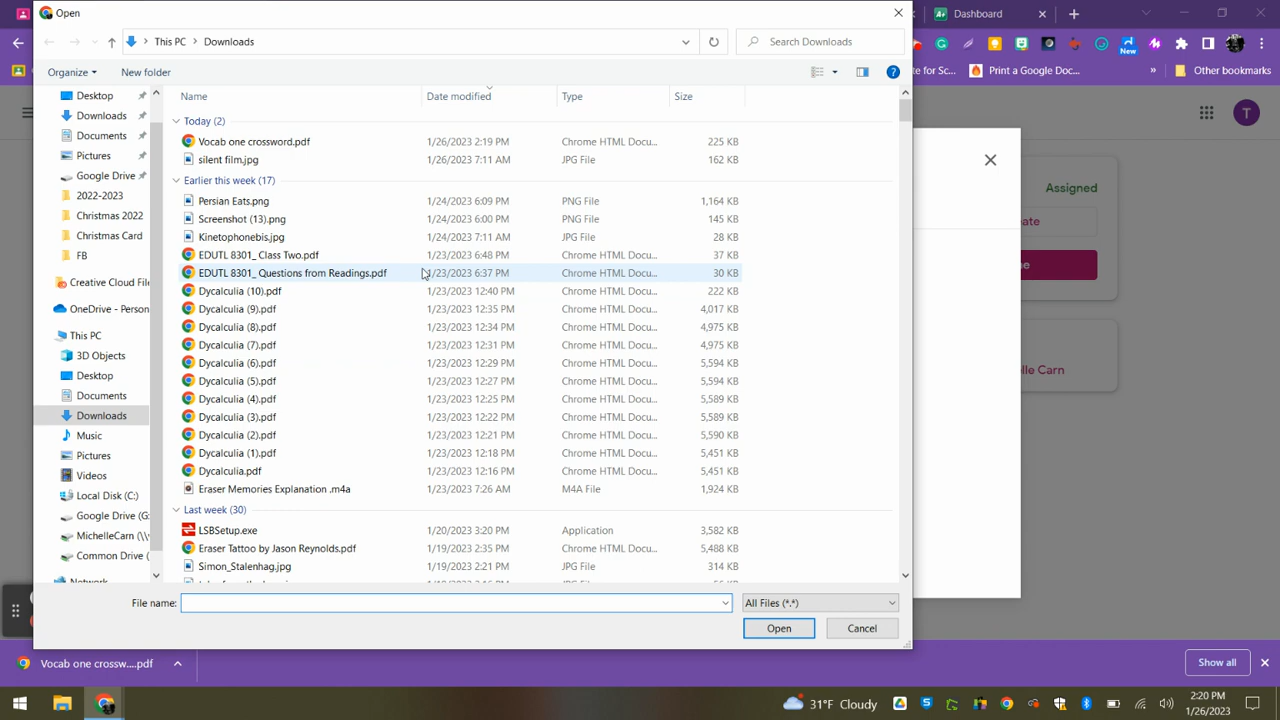 Open
Dashboard
This PC
Downloads
Search Downloads
New
ate for Sc...
Print a Google Doc...
»
Other bookmarks
Organize
New folder
Name
Date modified
Type
Size
T
Desktop
Downloads
Documents
Pictures
Google Drive
2022-2023
Christmas 2022
Christmas Card
FB
Creative Cloud File
OneDrive - Person
This PC
3D Objects
Desktop
Documents
Downloads
Music
Pictures
Videos
Local Disk (C:)
Google Drive (G:
MichelleCarn (\\
Common Drive (
Network
Today (2)
Vocab one crossword.pdf 1/26/2023 2:19 PM Chrome HTML Docu... 225 KB
silent film.jpg 1/26/2023 7:11 AM JPG File 162 KB
Earlier this week (17)
Persian Eats.png 1/24/2023 6:09 PM PNG File 1,164 KB
Screenshot (13).png 1/24/2023 6:00 PM PNG File 145 KB
Kinetophonebis.jpg 1/24/2023 7:11 AM JPG File 28 KB
EDUTL 8301_ Class Two.pdf 1/23/2023 6:48 PM Chrome HTML Docu... 37 KB
EDUTL 8301_ Questions from Readings.pdf 1/23/2023 6:37 PM Chrome HTML Docu... 30 KB
Dycalculia (10).pdf 1/23/2023 12:40 PM Chrome HTML Docu... 222 KB
Dycalculia (9).pdf 1/23/2023 12:35 PM Chrome HTML Docu... 4,017 KB
Dycalculia (8).pdf 1/23/2023 12:34 PM Chrome HTML Docu... 4,975 KB
Dycalculia (7).pdf 1/23/2023 12:31 PM Chrome HTML Docu... 4,975 KB
Dycalculia (6).pdf 1/23/2023 12:29 PM Chrome HTML Docu... 5,594 KB
Dycalculia (5).pdf 1/23/2023 12:27 PM Chrome HTML Docu... 5,594 KB
Dycalculia (4).pdf 1/23/2023 12:25 PM Chrome HTML Docu... 5,589 KB
Dycalculia (3).pdf 1/23/2023 12:22 PM Chrome HTML Docu... 5,589 KB
Dycalculia (2).pdf 1/23/2023 12:21 PM Chrome HTML Docu... 5,590 KB
Dycalculia (1).pdf 1/23/2023 12:18 PM Chrome HTML Docu... 5,451 KB
Dycalculia.pdf 1/23/2023 12:16 PM Chrome HTML Docu... 5,451 KB
Eraser Memories Explanation .m4a 1/23/2023 7:26 AM M4A File 1,924 KB
Last week (30)
LSBSetup.exe 1/20/2023 3:20 PM Application 3,582 KB
Eraser Tattoo by Jason Reynolds.pdf 1/19/2023 2:35 PM Chrome HTML Docu... 5,488 KB
Simon_Stalenhag.jpg 1/19/2023 2:21 PM JPG File 314 KB
Assigned
ate
ne
lle Carn
File name:
All Files (*.*)
Open
Cancel
Vocab one crossw....pdf
Show all
31°F Cloudy
2:20 PM
1/26/2023